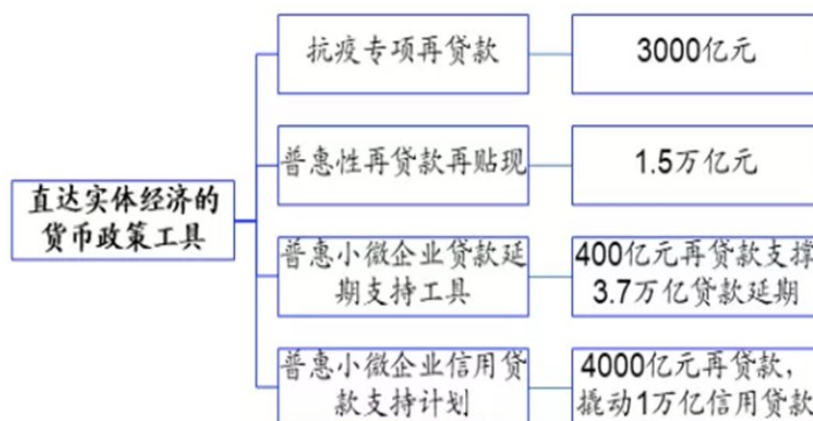 直达实体经济的
货币政策工具
抗疫专项再贷款
3000亿元
普惠性再贷款再贴现
1.5万亿元
普惠小微企业贷款延
期支持工具
400亿元再贷款支撑
3.7万亿贷款延期
普惠小微企业信用贷
款支持计划
4000亿元再贷款，
撬动1万亿信用贷款